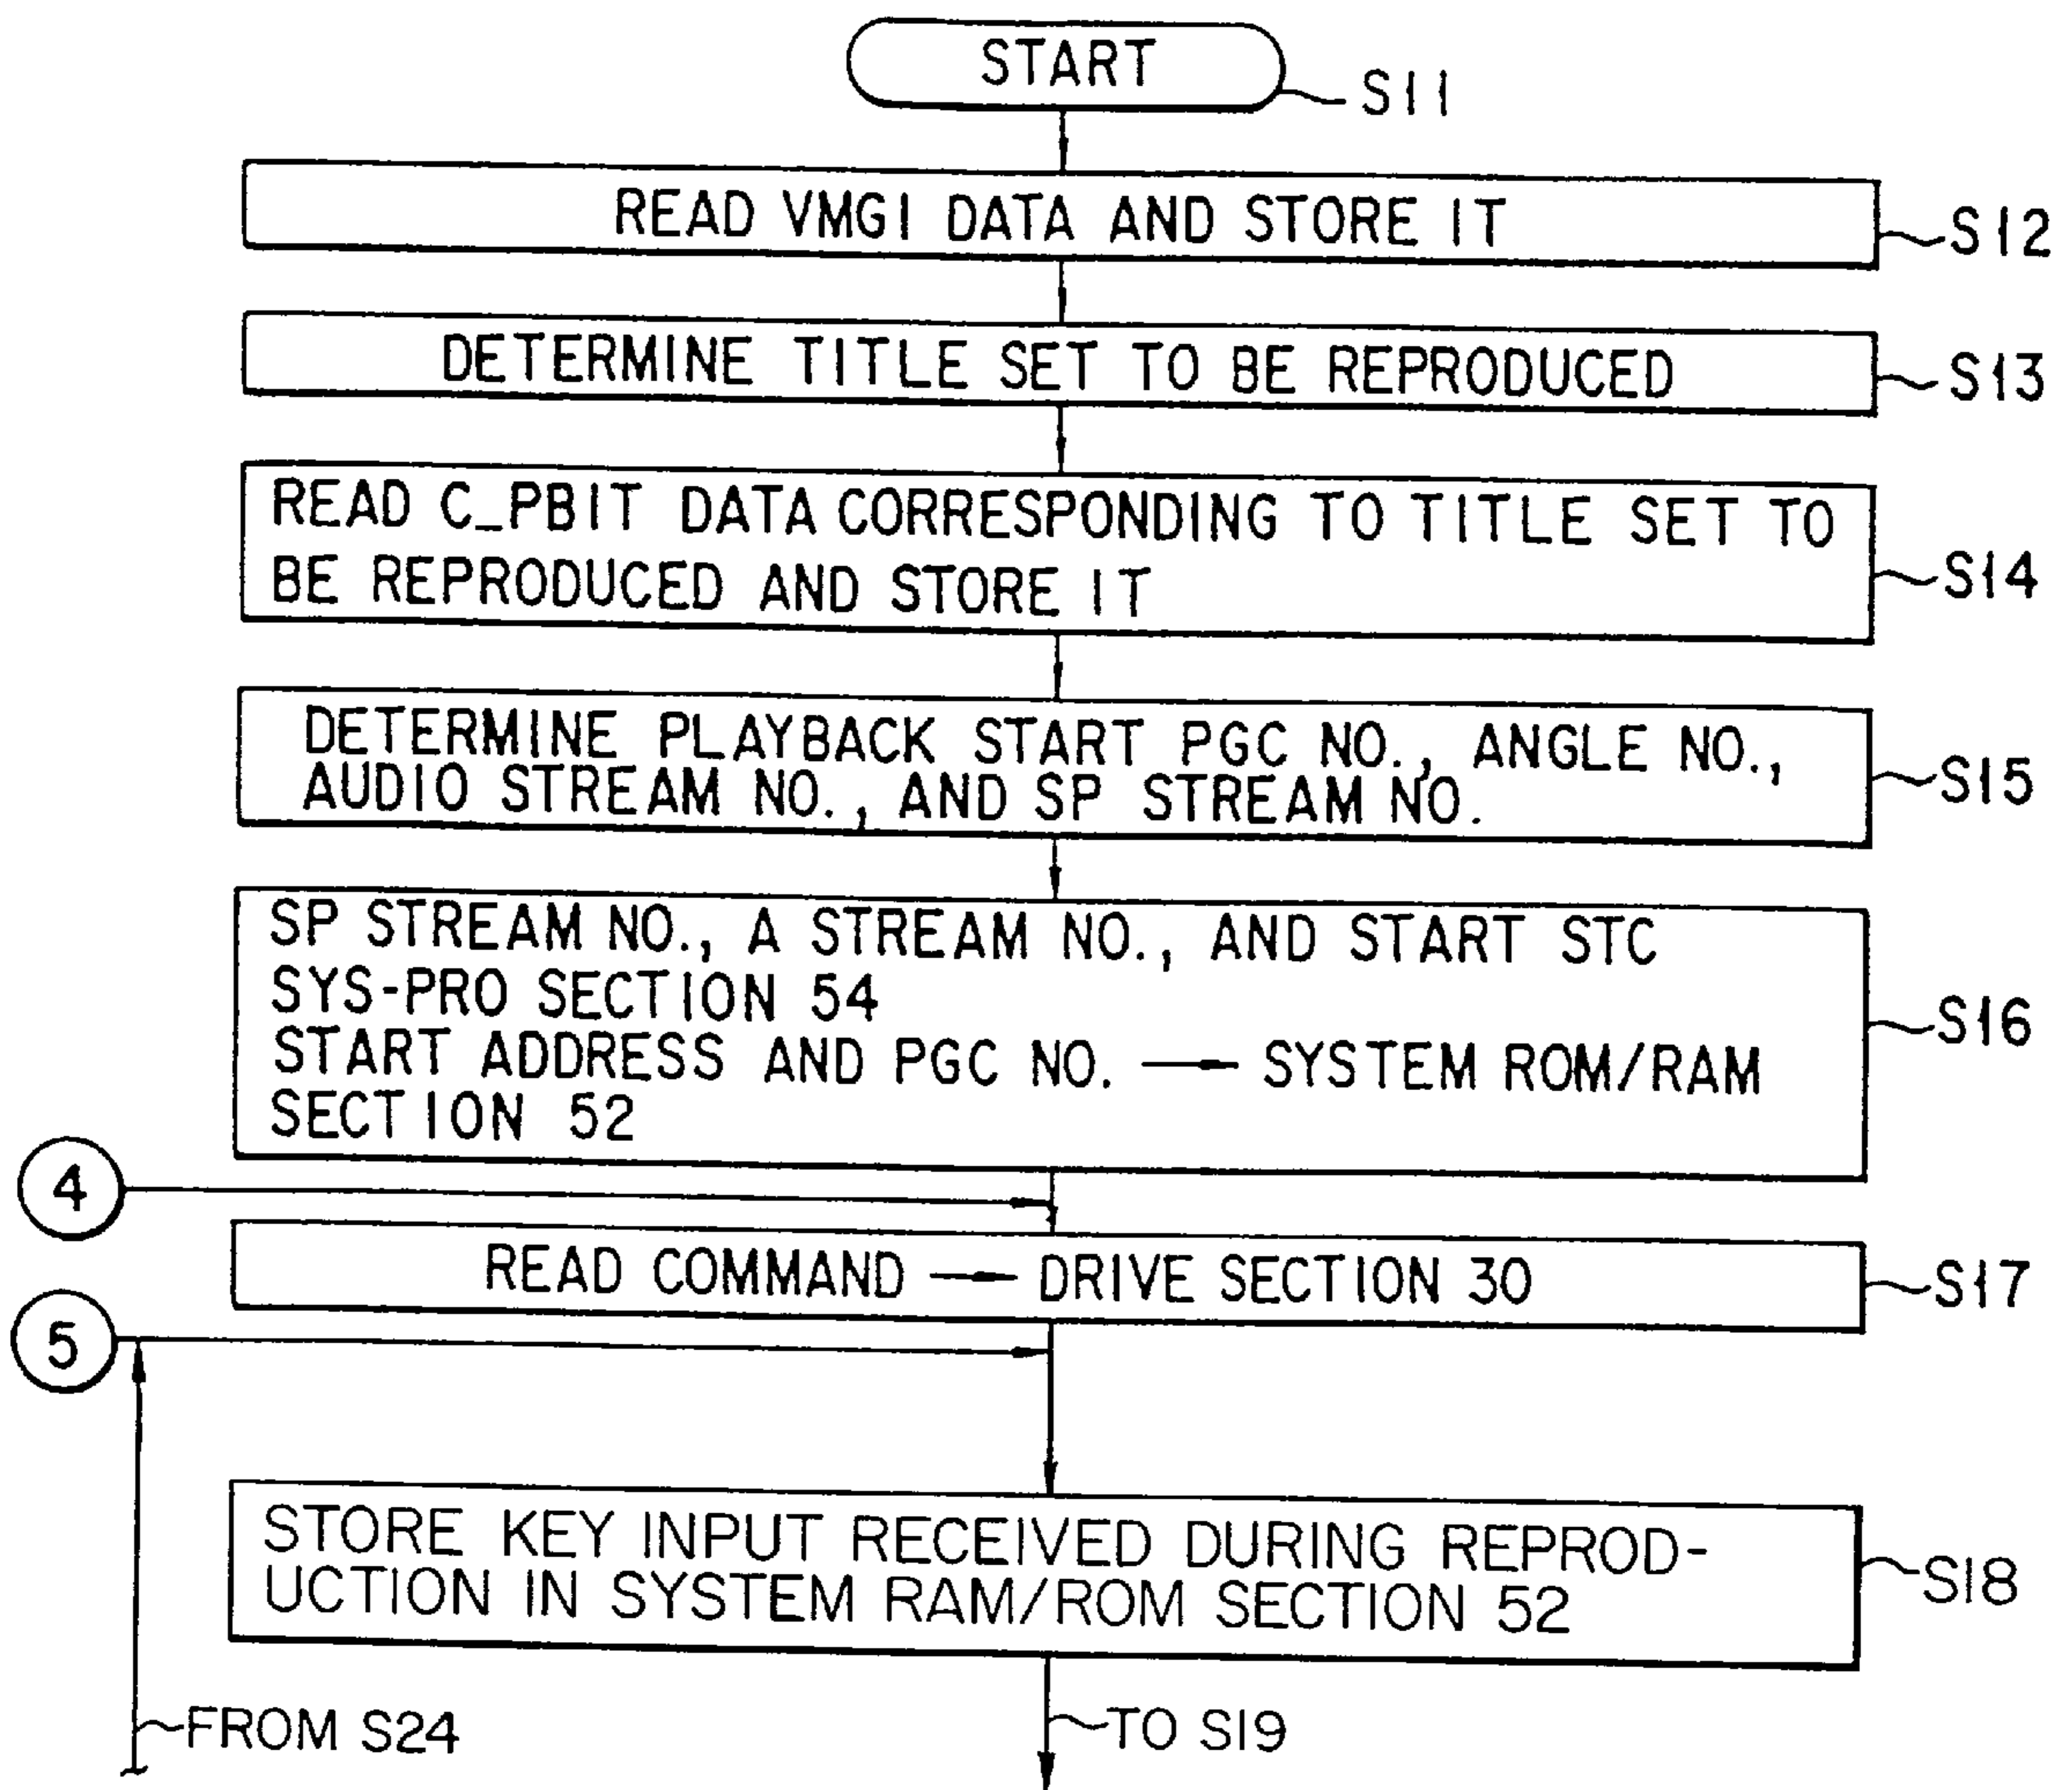 START
S11
READ VMGI DATA AND STORE IT
S12
DETERMINE TITLE SET TO BE REPRODUCED
S13
READ C_PBIT DATA CORRESPONDING TO TITLE SET TO
BE REPRODUCED AND STORE IT
S14
DETERMINE PLAYBACK START PGC NO., ANGLE NO.,
AUDIO STREAM NO., AND SP STREAM NO.
S15
SP STREAM NO., A STREAM NO., AND START STC
SYS-PRO SECTION 54
START ADDRESS AND PGC NO. → SYSTEM ROM/RAM
SECTION 52
S16
4
READ COMMAND → DRIVE SECTION 30
S17
5
STORE KEY INPUT RECEIVED DURING REPROD-
UCTION IN SYSTEM RAM/ROM SECTION 52
S18
FROM S24
TO S19